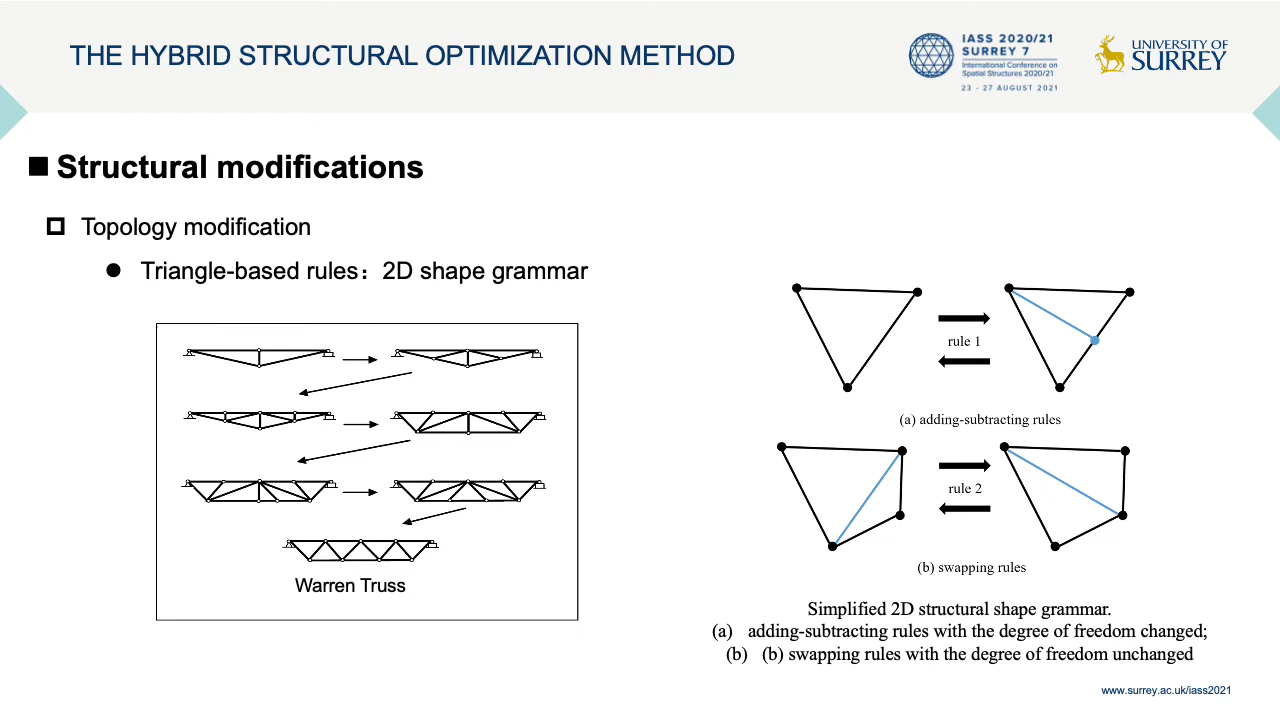 THE HYBRID STRUCTURAL OPTIMIZATION METHOD
IASS 2020/21
SURREY 7
International Conference on
Spatial Structures 2020/21
23 - 27 AUGUST 2021
UNIVERSITY OF
SURREY
Structural modifications
Topology modification
Triangle-based rules：2D shape grammar
Warren Truss
rule 1
(a) adding-subtracting rules
rule 2
(b) swapping rules
Simplified 2D structural shape grammar.
(a) adding-subtracting rules with the degree of freedom changed;
(b) (b) swapping rules with the degree of freedom unchanged
www.surrey.ac.uk/iass2021